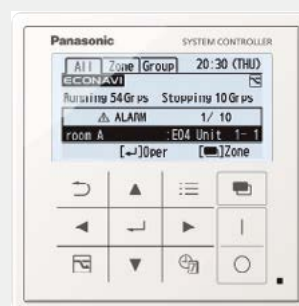 Panasonic SYSTEM CONTROLLER
All Zone Group 20:30 (THU)
ECONAVI
Running 54Grps Stopping 10Grps
⚠ ALARM 1/ 10
room A :E04 Unit 1- 1
[↵]Oper [■]Zone
7